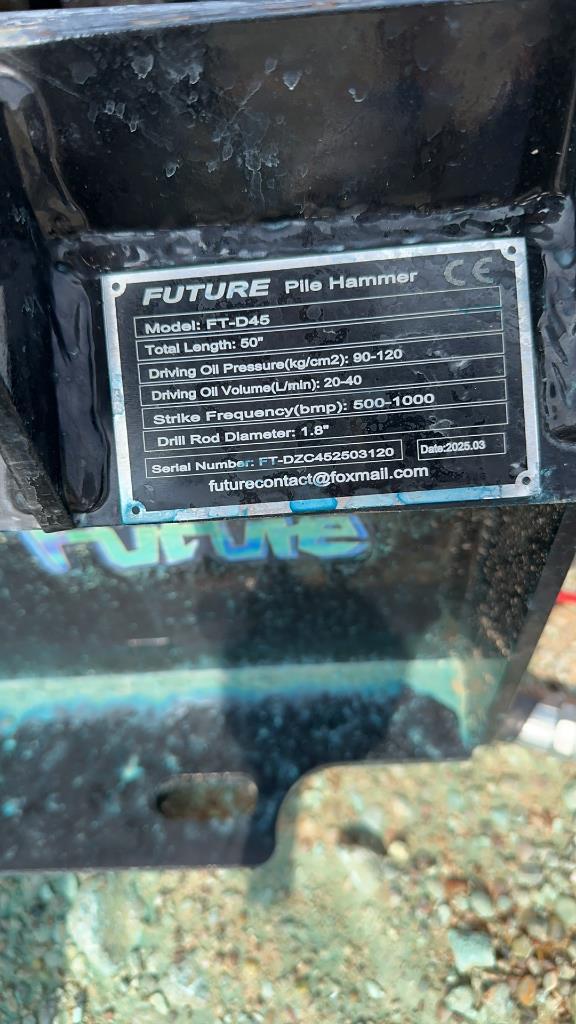 FUTURE Pile Hammer CE
Model: FT-D45
Total Length: 50"
Driving Oil Pressure(kg/cm2): 90-120
Driving Oil Volume(L/min): 20-40
Strike Frequency(bmp): 500-1000
Drill Rod Diameter: 1.8"
Serial Number: FT-DZC452503120 Date:2025.03
futurecontact@foxmail.com
Future